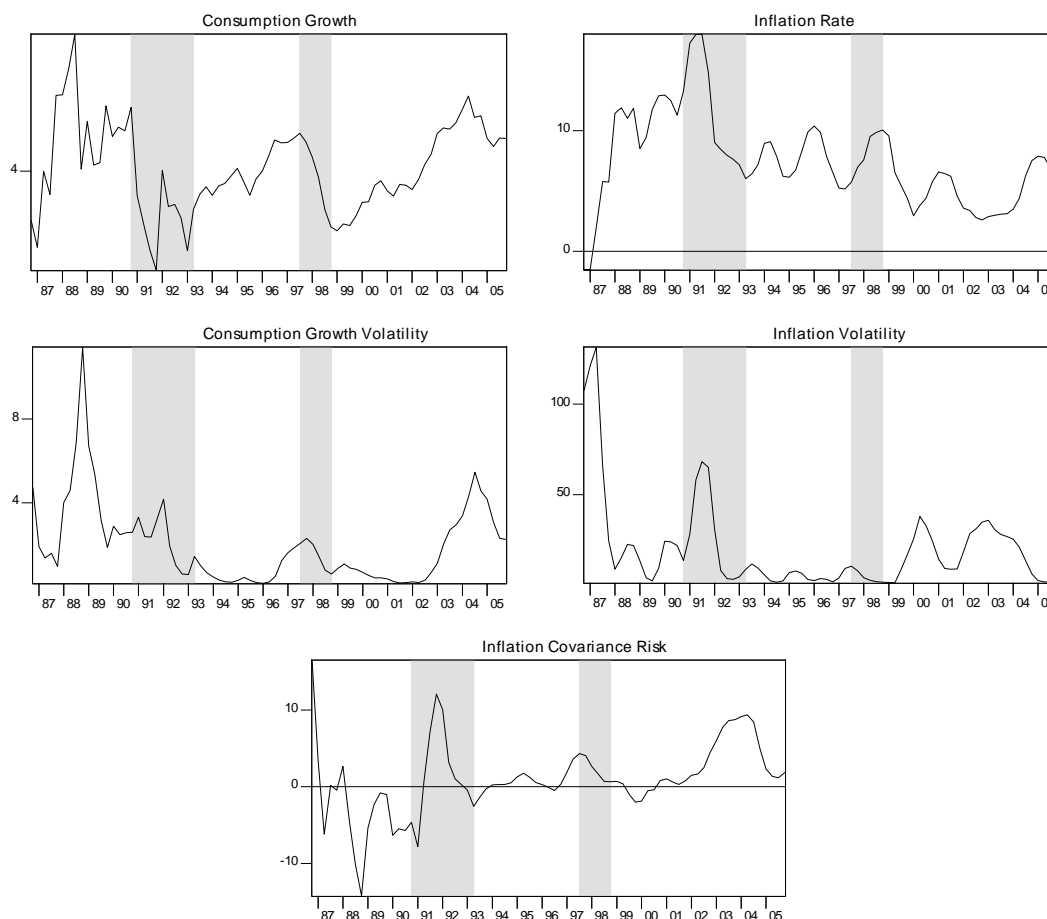 Consumption Growth
4
87 88 89 90 91 92 93 94 95 96 97 98 99 00 01 02 03 04 05
Inflation Rate
10
0
87 88 89 90 91 92 93 94 95 96 97 98 99 00 01 02 03 04 0
Consumption Growth Volatility
8
4
87 88 89 90 91 92 93 94 95 96 97 98 99 00 01 02 03 04 05
Inflation Volatility
100
50
87 88 89 90 91 92 93 94 95 96 97 98 99 00 01 02 03 04 0
Inflation Covariance Risk
10
0
-10
87 88 89 90 91 92 93 94 95 96 97 98 99 00 01 02 03 04 05